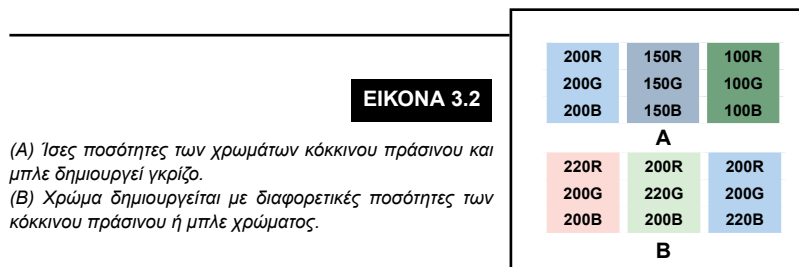 ΕΙΚΟΝΑ 3.2
(Α) Ίσες ποσότητες των χρωμάτων κόκκινου πράσινου και
μπλε δημιουργεί γκρίζο.
(Β) Χρώμα δημιουργείται με διαφορετικές ποσότητες των
κόκκινου πράσινου ή μπλε χρώματος.
200R 150R 100R
200G 150G 100G
200B 150B 100B
A
220R 200R 200R
200G 220G 200G
200B 200B 220B
B